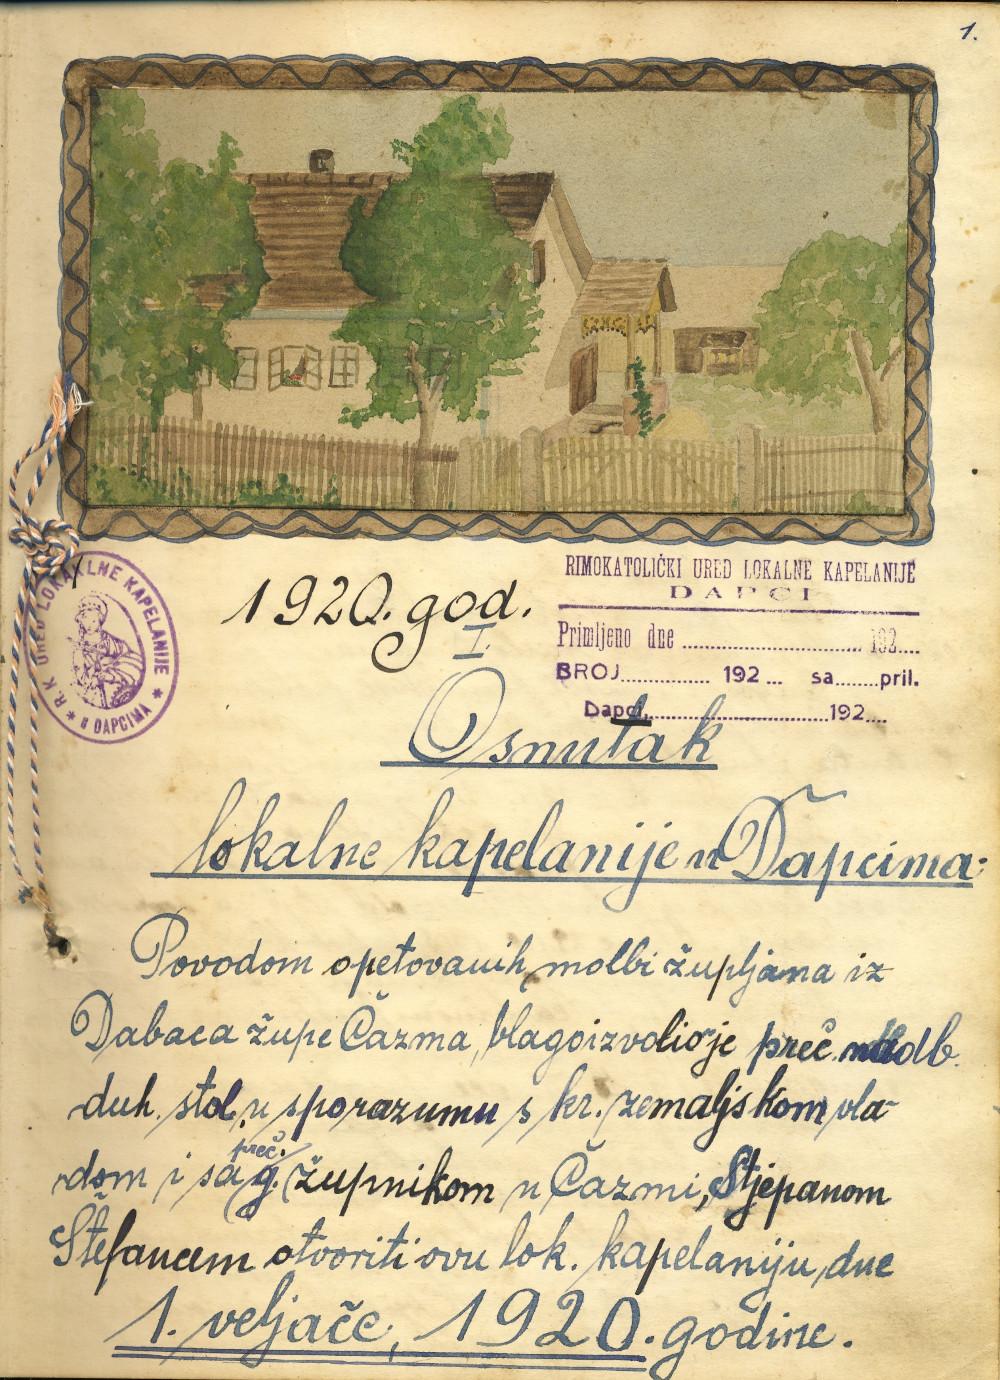 1.
R. K. URED LOKALNE KAPELANIJE
* u DAPCIMA *
1920. god.
RIMOKATOLIČKI URED LOKALNE KAPELANIJE
DAPCI
Primljeno dne ........................................ 192....
BROJ............... 192 ... sa........pril.
Dapci, ..............................192....
I.
Osnutak
lokalne kapelanije u Dapcima:
Povodom opetovanih molbi župljana iz
Dabaca župe Čazma, blagoizvolio je preč. nadb.
duh. stol, u sporazumu s kr. zemaljskom vla-
dom i sa preč. g. župnikom u Čazmi, Stjepanom
Štefancem otvoriti ovu lok. kapelaniju, dne
1. veljače, 1920. godine.